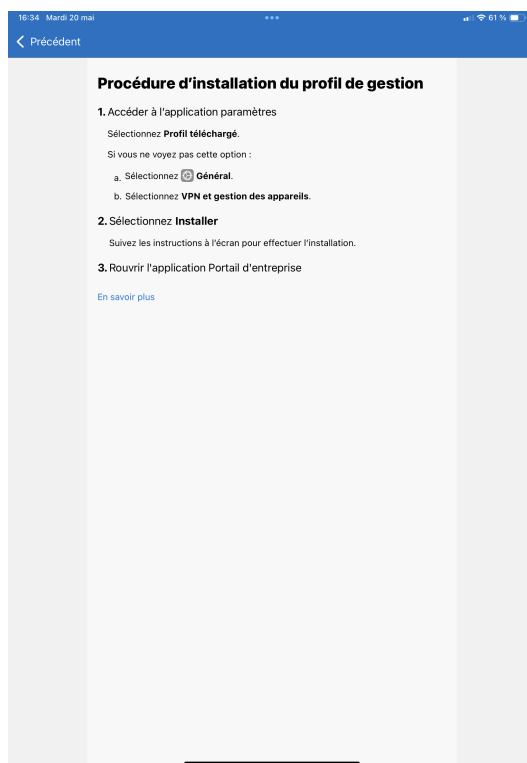 16:34 Mardi 20 mai
61 %
Précédent
Procédure d’installation du profil de gestion
1. Accéder à l’application paramètres
Sélectionnez Profil téléchargé.
Si vous ne voyez pas cette option :
a. Sélectionnez Général.
b. Sélectionnez VPN et gestion des appareils.
2. Sélectionnez Installer
Suivez les instructions à l’écran pour effectuer l’installation.
3. Rouvrir l'application Portail d'entreprise
En savoir plus